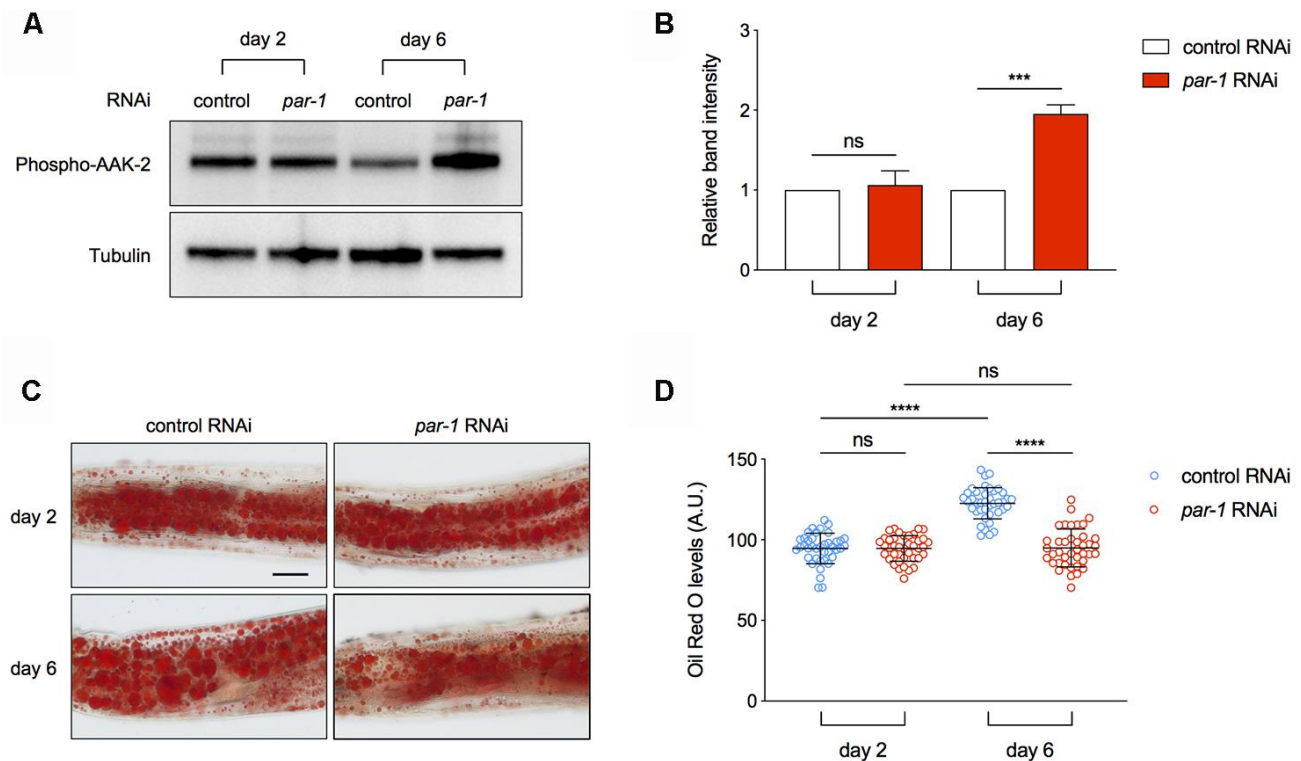 A
day 2
day 6
RNAi
control
par-1
control
par-1
Phospho-AAK-2
Tubulin
B
Relative band intensity
3
2
1
0
ns
***
day 2
day 6
control RNAi
par-1 RNAi
C
control RNAi
par-1 RNAi
day 2
day 6
D
ns
****
ns
****
Oil Red O levels (A.U.)
150
100
50
0
day 2
day 6
control RNAi
par-1 RNAi